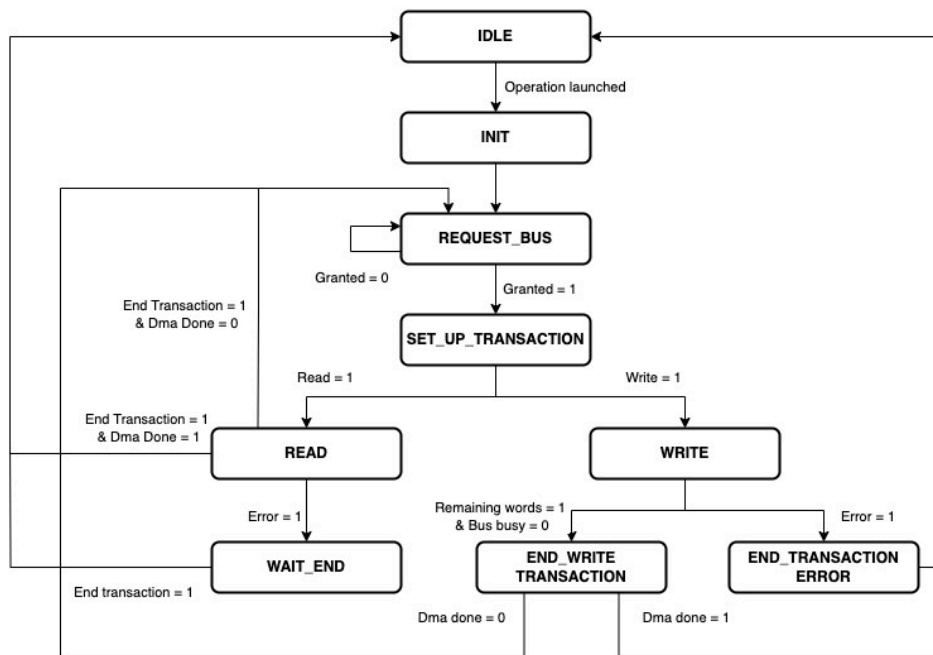 IDLE
Operation launched
INIT
REQUEST_BUS
Granted = 0
Granted = 1
End Transaction = 1
& Dma Done = 0
SET_UP_TRANSACTION
Read = 1
Write = 1
End Transaction = 1
& Dma Done = 1
READ
WRITE
Error = 1
Remaining words = 1
& Bus busy = 0
Error = 1
WAIT_END
END_WRITE
TRANSACTION
END_TRANSACTION
ERROR
End transaction = 1
Dma done = 0
Dma done = 1